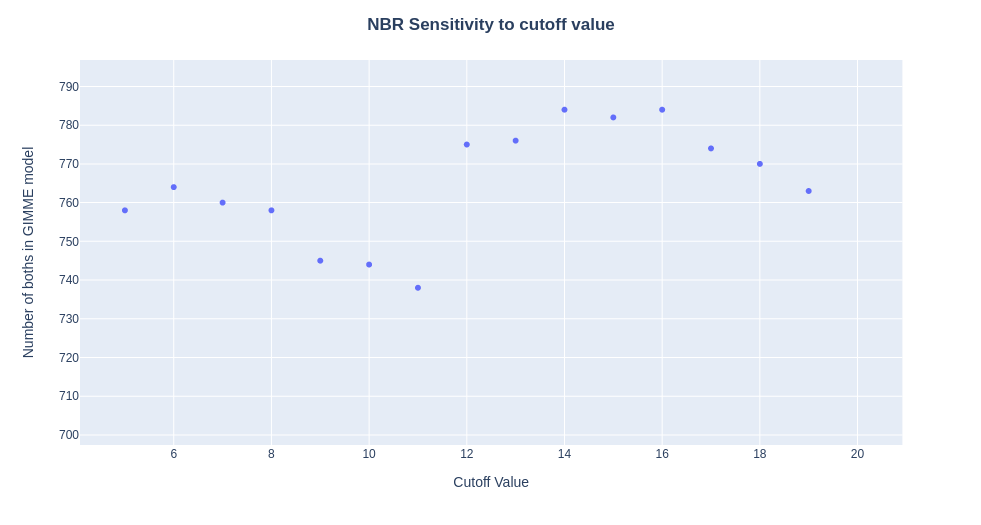 NBR Sensitivity to cutoff value
790
780
770
760
750
740
730
720
710
700
Number of boths in GIMME model
6 8 10 12 14 16 18 20
Cutoff Value